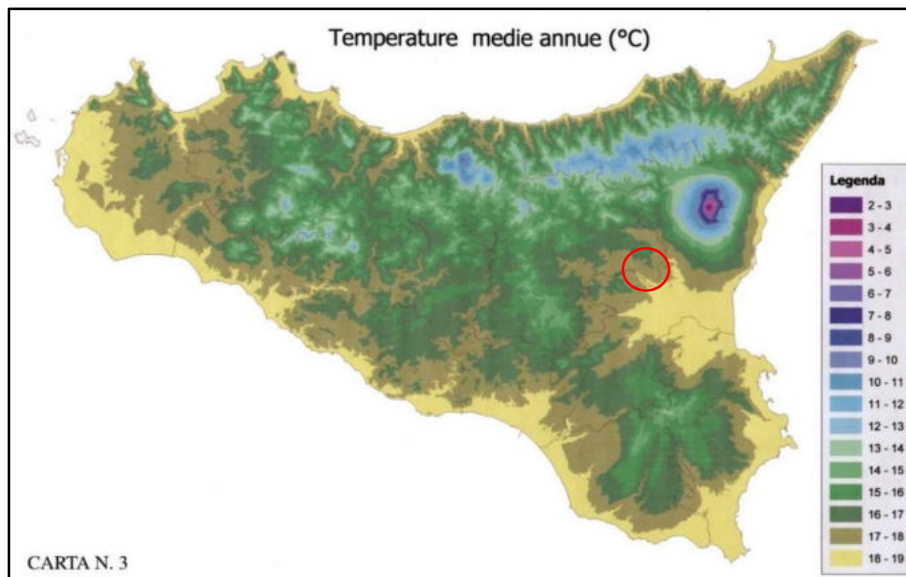 Temperature medie annue (°C)
Legenda
2 - 3
3 - 4
4 - 5
5 - 6
6 - 7
7 - 8
8 - 9
9 - 10
10 - 11
11 - 12
12 - 13
13 - 14
14 - 15
15 - 16
16 - 17
17 - 18
18 - 19
CARTA N. 3